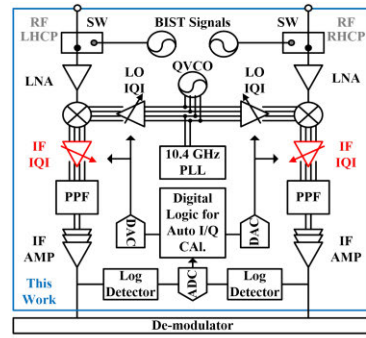 RF
LHCP
SW
BIST Signals
SW
RF
RHCP
LNA
LO
IQI
QVCO
LO
IQI
LNA
IF
IQI
10.4 GHz
PLL
IF
IQI
PPF
DAC
Digital
Logic for
Auto I/Q
CAl.
DAC
PPF
IF
AMP
IF
AMP
This
Work
Log
Detector
ADC
Log
Detector
De-modulator